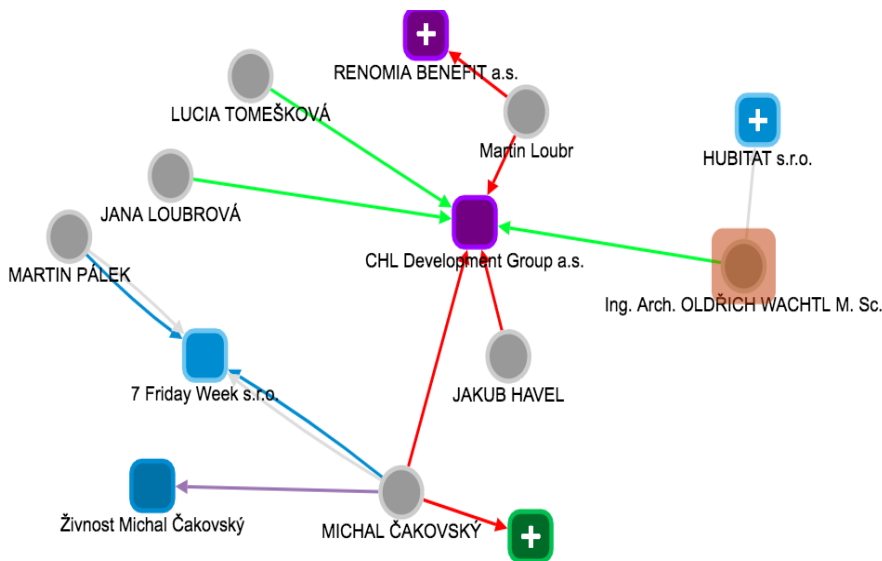 RENOMIA BENEFIT a.s.
LUCIA TOMEŠKOVÁ
Martin Loubr
HUBITAT s.r.o.
JANA LOUBROVÁ
CHL Development Group a.s.
MARTIN PÁLEK
Ing. Arch. OLDŘICH WACHTL M. Sc.
7 Friday Week s.r.o.
JAKUB HAVEL
Živnost Michal Čakovský
MICHAL ČAKOVSKÝ